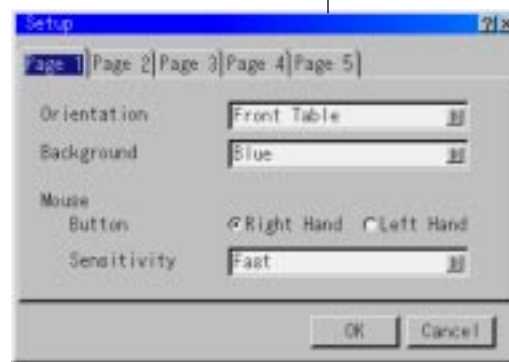 Setup ? ×
Page 1 Page 2 Page 3 Page 4 Page 5
Orientation Front Table
Background Blue
Mouse
Button Right Hand Left Hand
Sensitivity Fast
OK Cancel